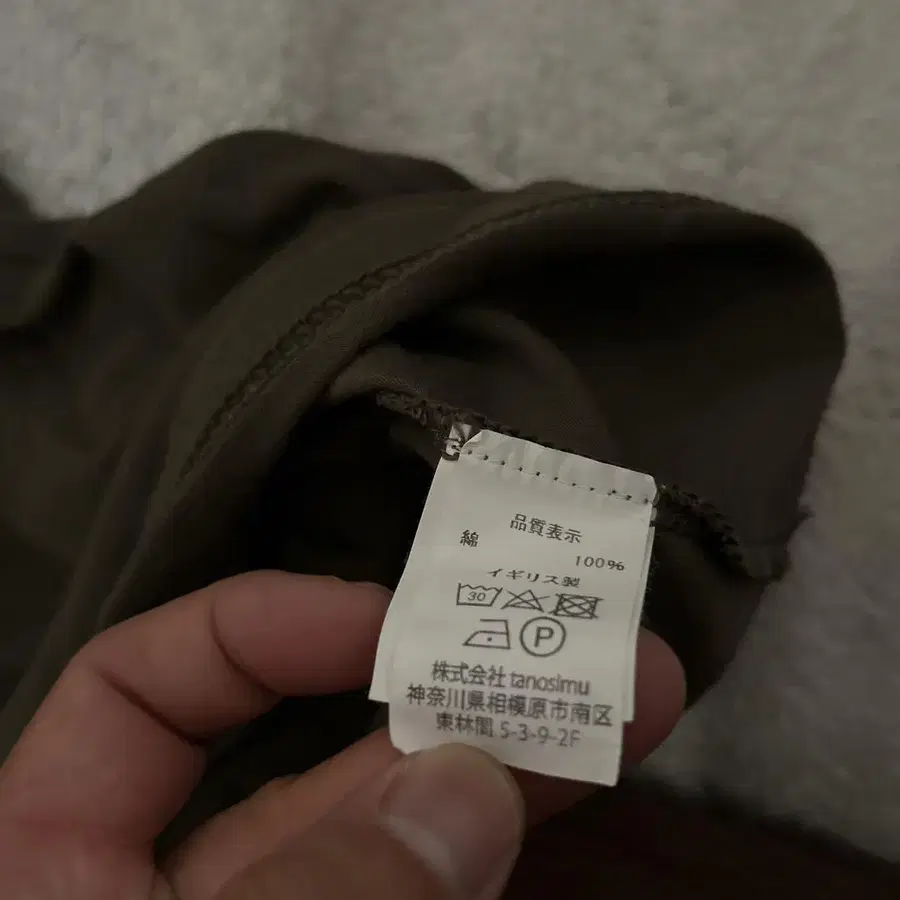 品質表示
綿 100%
イギリス製
30
P
株式会社 tanosimu
神奈川県相模原市南区
東林間 5-3-9-2F